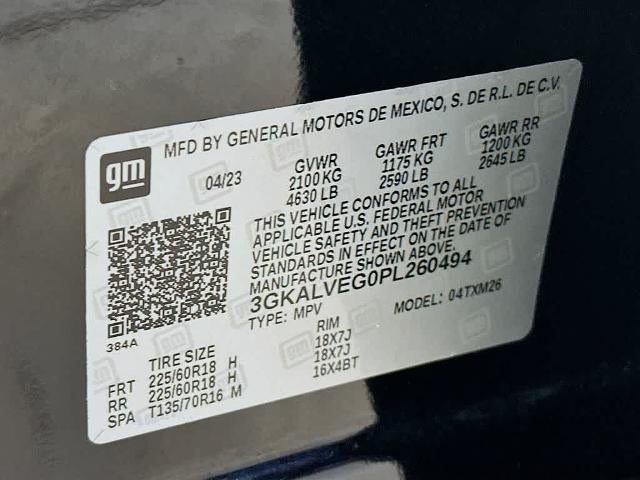 MFD BY GENERAL MOTORS DE MEXICO, S. DE R.L. DE C.V.
gm
04/23
GVWR GAWR FRT GAWR RR
2100 KG 1175 KG 1200 KG
4630 LB 2590 LB 2645 LB
THIS VEHICLE CONFORMS TO ALL
APPLICABLE U.S. FEDERAL MOTOR
VEHICLE SAFETY AND THEFT PREVENTION
STANDARDS IN EFFECT ON THE DATE OF
MANUFACTURE SHOWN ABOVE.
3GKALVEG0PL260494
TYPE: MPV MODEL: 04TXM26
384A
TIRE SIZE RIM
FRT 225/60R18 H 18X7J
RR 225/60R18 H 18X7J
SPA T135/70R16 M 16X4BT